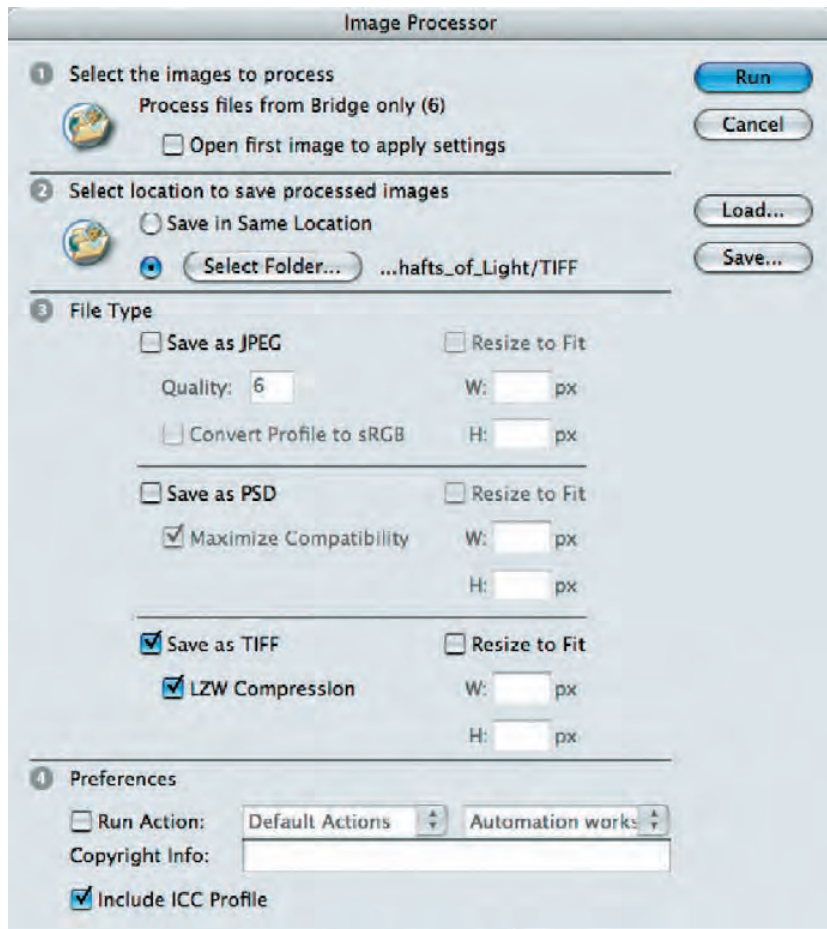 Image Processor
1 Select the images to process
Process files from Bridge only (6)
Open first image to apply settings
Run
Cancel
2 Select location to save processed images
Save in Same Location
Select Folder... ...hafts_of_Light/TIFF
Load...
Save...
3 File Type
Save as JPEG Resize to Fit
Quality: 6 W: px
Convert Profile to sRGB H: px
Save as PSD Resize to Fit
Maximize Compatibility W: px
H: px
Save as TIFF Resize to Fit
LZW Compression W: px
H: px
4 Preferences
Run Action: Default Actions Automation works
Copyright Info:
Include ICC Profile